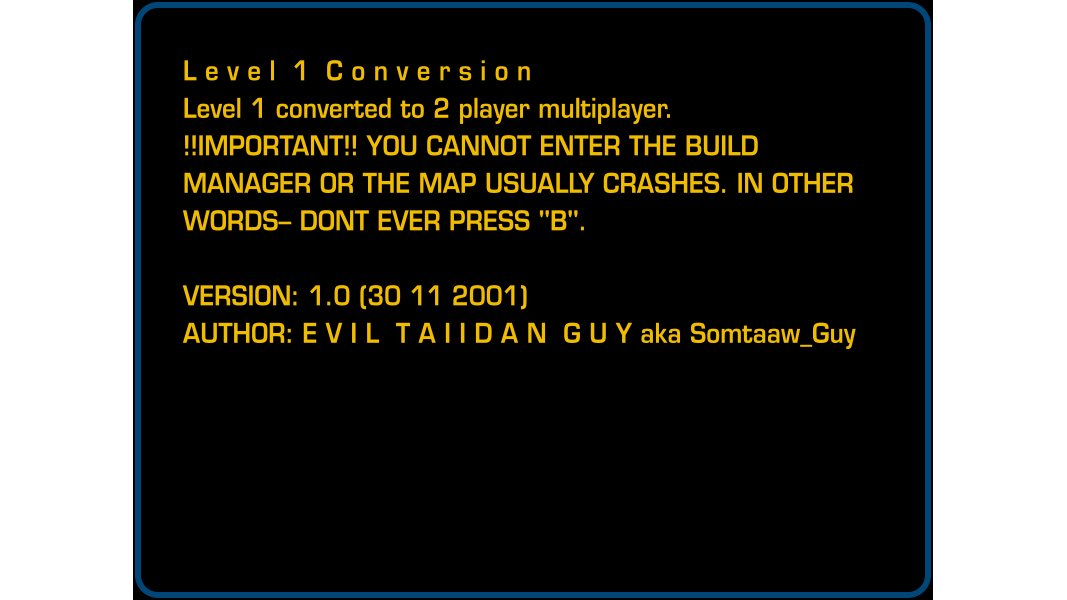 L e v e l  1  C o n v e r s i o n
Level 1 converted to 2 player multiplayer.
!!IMPORTANT!! YOU CANNOT ENTER THE BUILD
MANAGER OR THE MAP USUALLY CRASHES. IN OTHER
WORDS– DONT EVER PRESS "B".
VERSION: 1.0 (30 11 2001)
AUTHOR: E V I L  T A I I D A N  G U Y aka Somtaaw_Guy